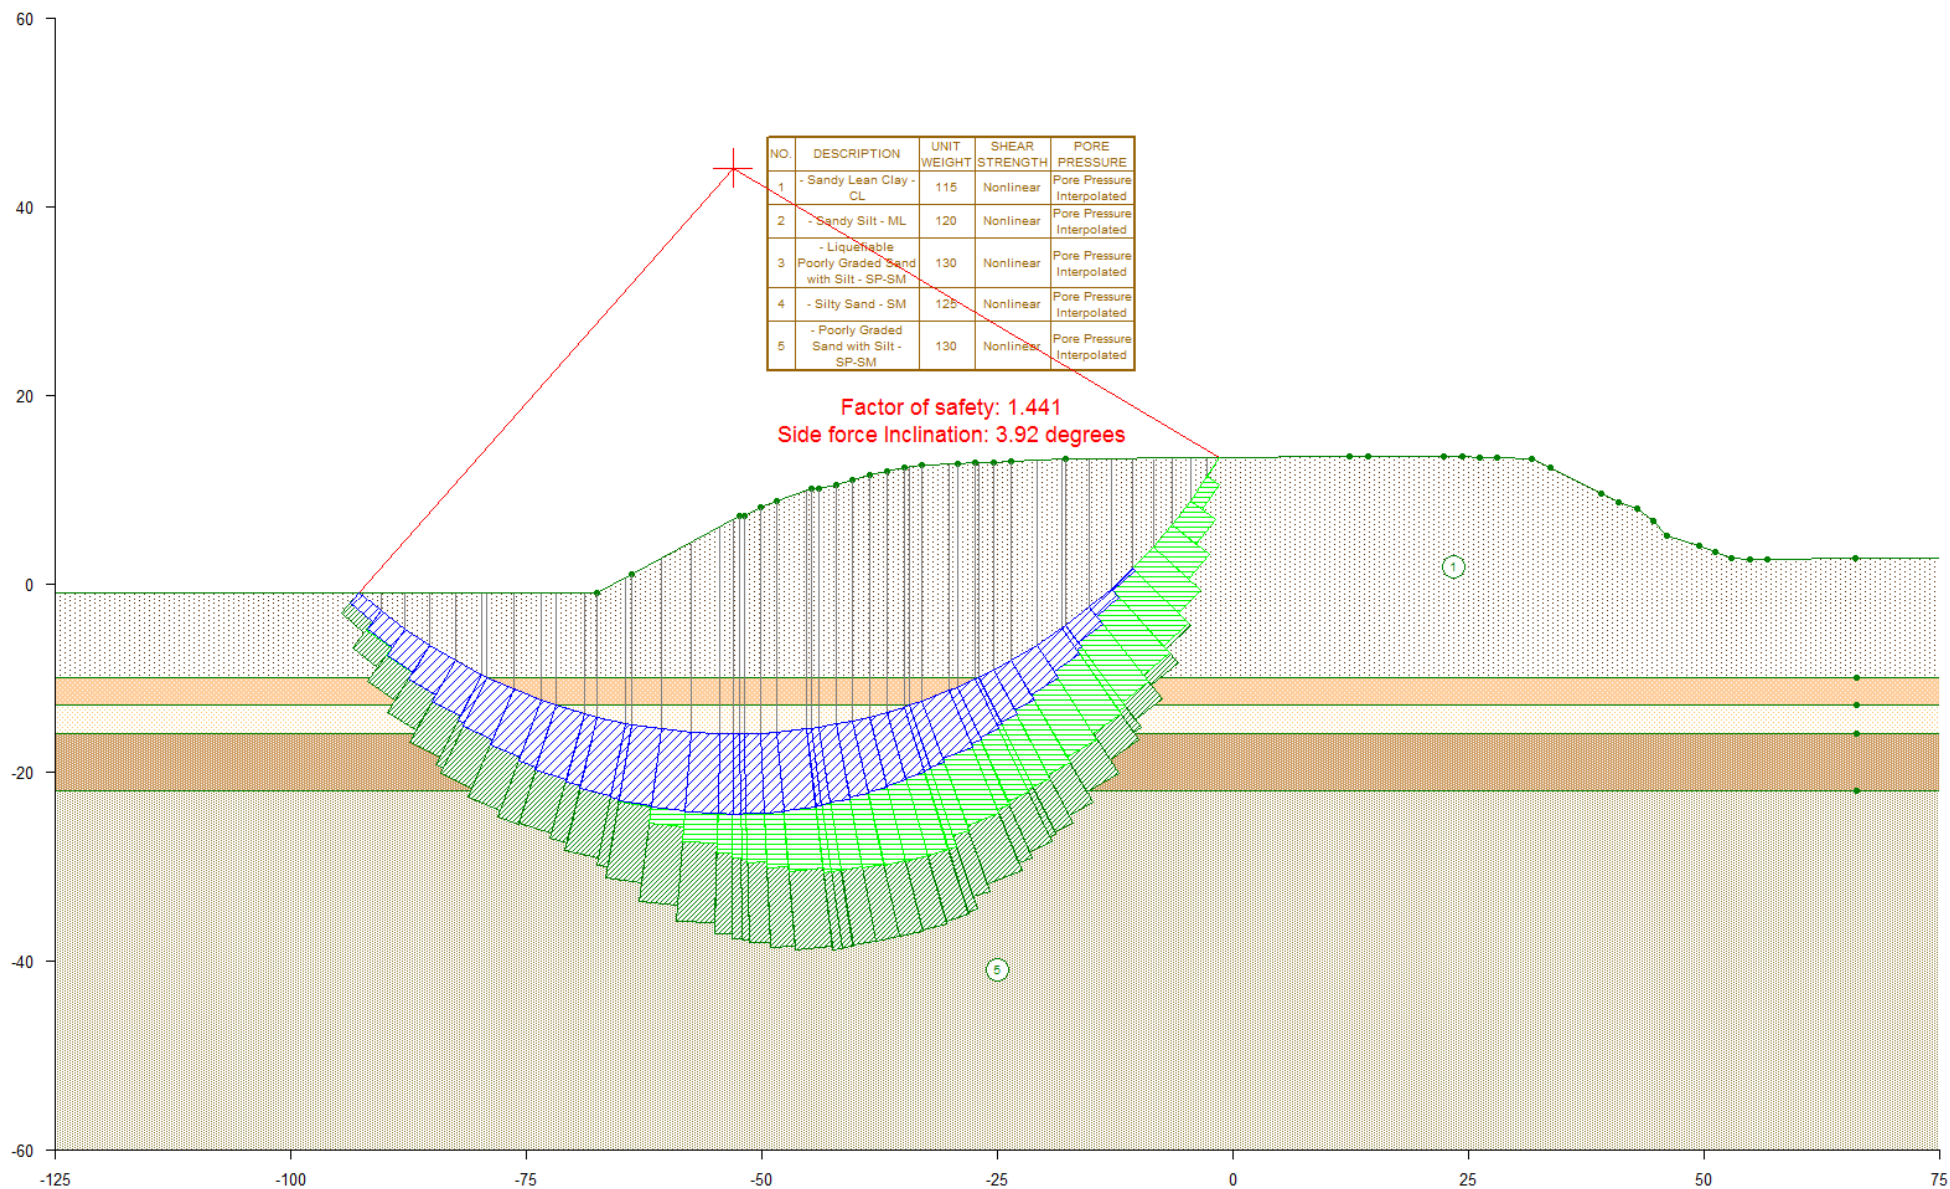 60
40
20
0
-20
-40
-60
NO. DESCRIPTION UNIT WEIGHT SHEAR STRENGTH PORE PRESSURE
1 - Sandy Lean Clay - CL 115 Nonlinear Pore Pressure Interpolated
2 - Sandy Silt - ML 120 Nonlinear Pore Pressure Interpolated
3 - Liquefiable Poorly Graded Sand with Silt - SP-SM 130 Nonlinear Pore Pressure Interpolated
4 - Silty Sand - SM 125 Nonlinear Pore Pressure Interpolated
5 - Poorly Graded Sand with Silt - SP-SM 130 Nonlinear Pore Pressure Interpolated
Factor of safety: 1.441
Side force Inclination: 3.92 degrees
1
5
-125 -100 -75 -50 -25 0 25 50 75